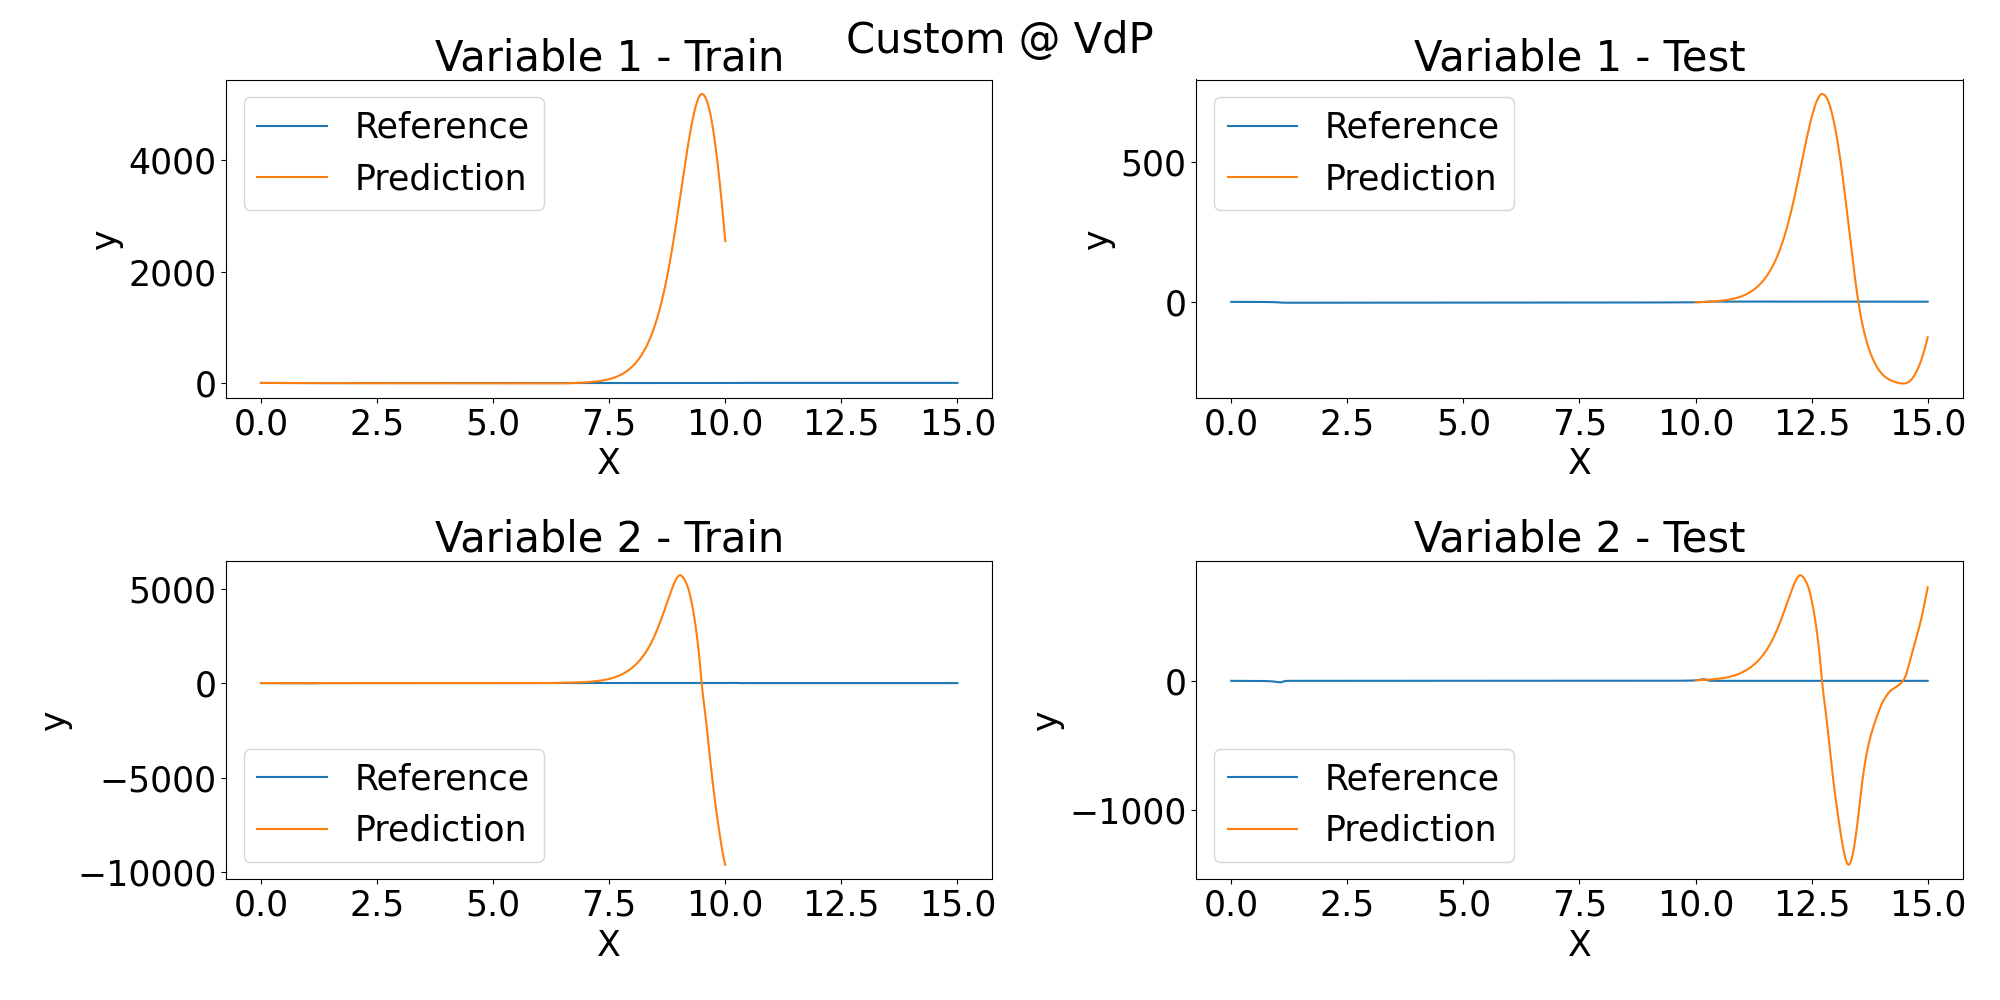 Custom @ VdP
Variable 1 - Train
Reference
Prediction
4000
2000
0
y
0.0 2.5 5.0 7.5 10.0 12.5 15.0
X
Variable 1 - Test
Reference
Prediction
500
0
y
0.0 2.5 5.0 7.5 10.0 12.5 15.0
X
Variable 2 - Train
5000
0
−5000
−10000
y
Reference
Prediction
0.0 2.5 5.0 7.5 10.0 12.5 15.0
X
Variable 2 - Test
0
−1000
y
Reference
Prediction
0.0 2.5 5.0 7.5 10.0 12.5 15.0
X